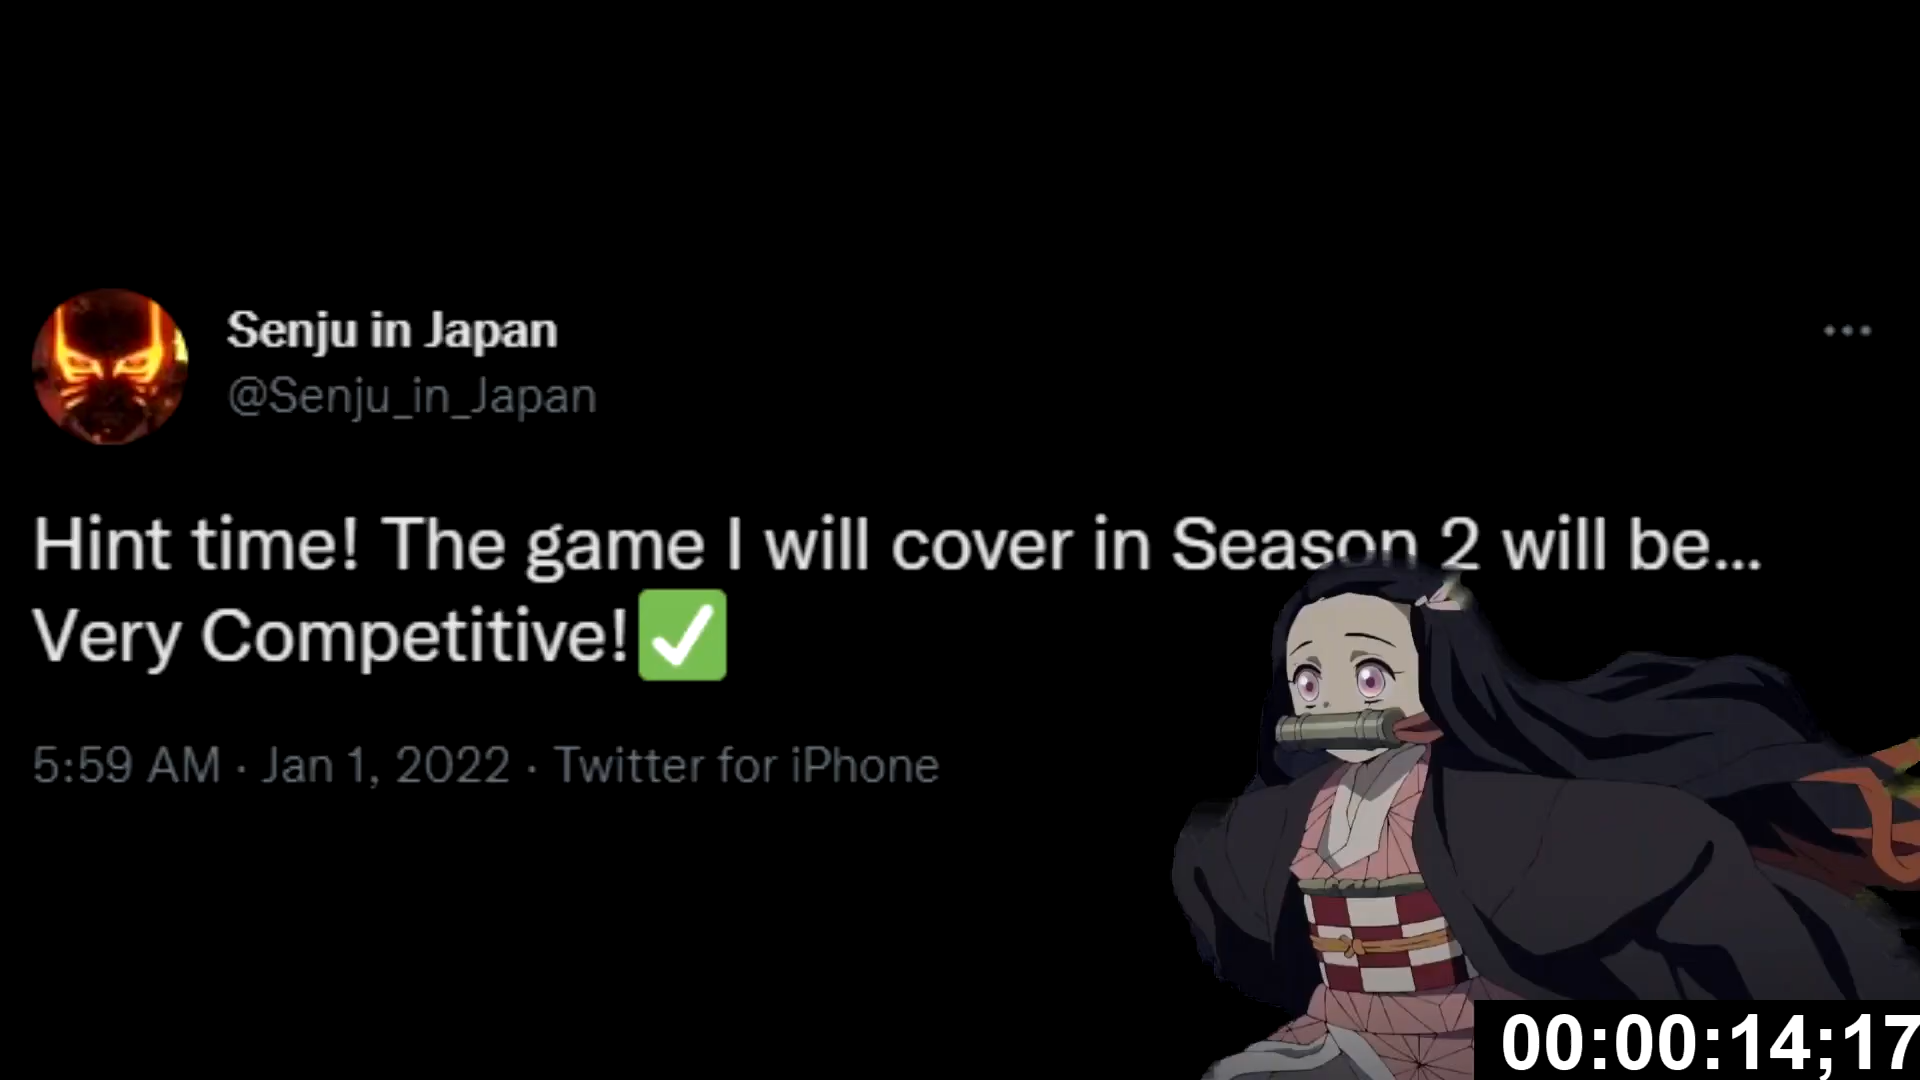 Senju in Japan
@Senju_in_Japan
Hint time! The game I will cover in Season 2 will be...
Very Competitive!✅
5:59 AM · Jan 1, 2022 · Twitter for iPhone
00:00:14;17